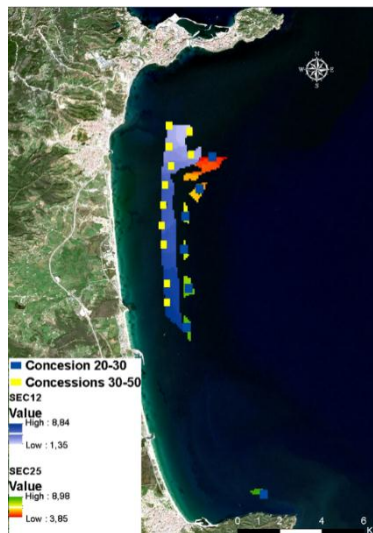 N
W E
S
Concesion 20-30
Concessions 30-50
SEC12
Value
High : 8,84
Low : 1,35
SEC25
Value
High : 8,98
Low : 3,85
0 1 2 4 6
K